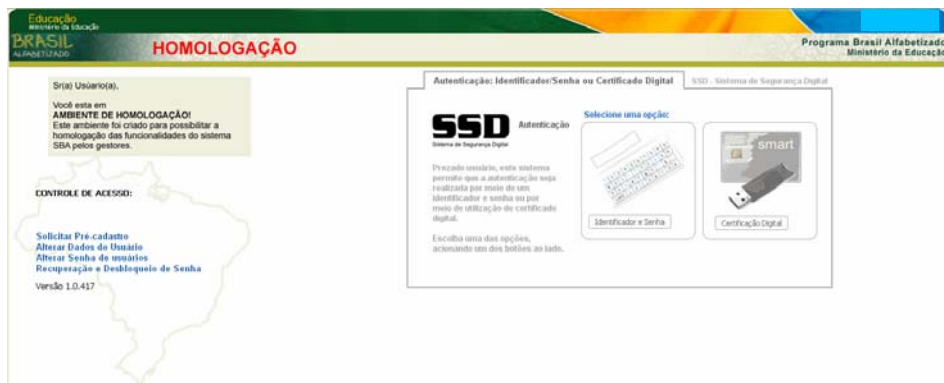 Educação
Ministério da Educação
BRASIL
ALFABETIZADO
HOMOLOGAÇÃO
Programa Brasil Alfabetizado
Ministério da Educação
Sr(a) Usúario(a),
Você esta em
AMBIENTE DE HOMOLOGAÇÃO!
Este ambiente foi criado para possibilitar a
homologação das funcionalidades do sistema
SBA pelos gestores.
CONTROLE DE ACESSO:
Solicitar Pré-cadastro
Alterar Dados do Usuário
Alterar Senha de usuários
Recuperação e Desbloqueio de Senha
Versão 1.0.417
Autenticação: Identificador/Senha ou Certificado Digital
SSD - Sistema de Segurança Digital
SSD Autenticação
Sistema de Segurança Digital
Prezado usuário, este sistema
permite que a autenticação seja
realizada por meio de um
identificador e senha ou por
meio de utilização de certificado
digital.
Escolha uma das opções,
acionando um dos botões ao lado.
Selecione uma opção:
Identificador e Senha
smart
Certificação Digital